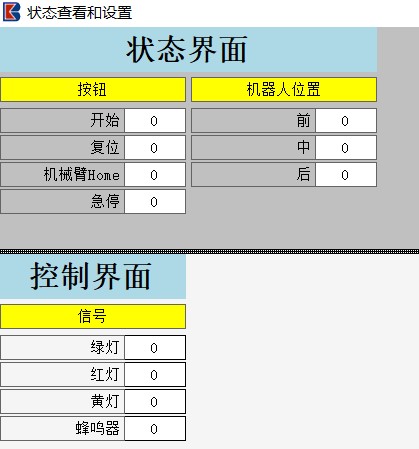 状态查看和设置
状态界面
按钮 机器人位置
开始 0 前 0
复位 0 中 0
机械臂Home 0 后 0
急停 0
控制界面
信号
绿灯 0
红灯 0
黄灯 0
蜂鸣器 0